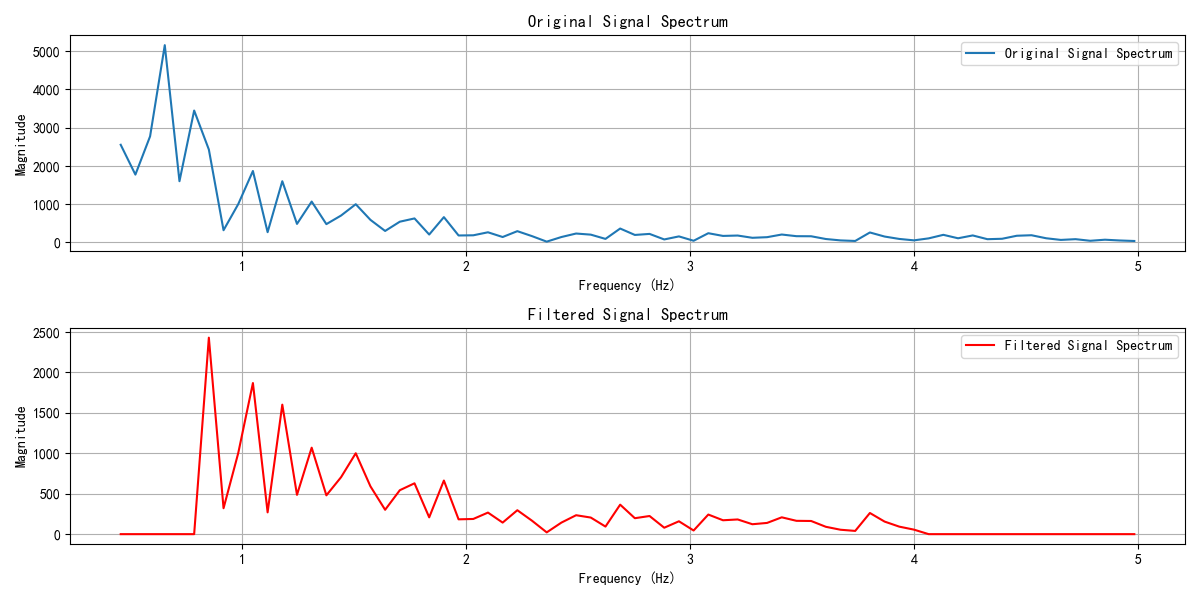 Original Signal Spectrum
Original Signal Spectrum
Magnitude
5000
4000
3000
2000
1000
0
1 2 3 4 5
Frequency (Hz)
Filtered Signal Spectrum
Filtered Signal Spectrum
Magnitude
2500
2000
1500
1000
500
0
1 2 3 4 5
Frequency (Hz)